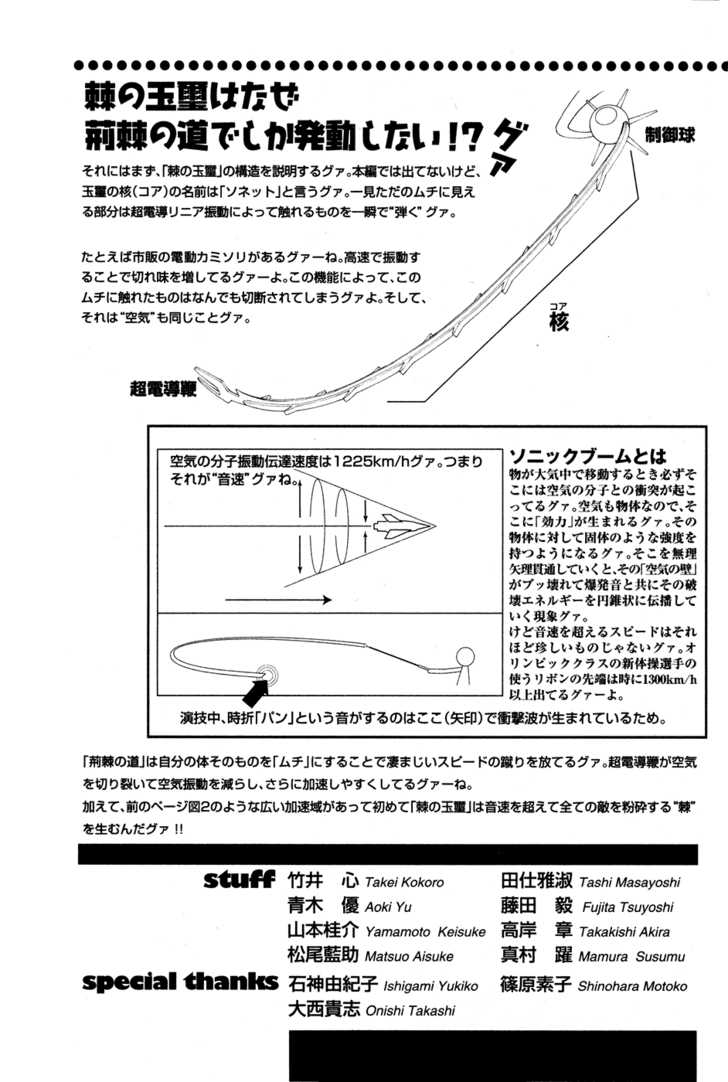 棘の玉璽はなぜ
荊棘の道でしか発動しない!?グァ
それにはまず、「棘の玉璽」の構造を説明するグァ。本編では出てないけど、
玉璽の核(コア)の名前は「ソネット」と言うグァ。一見ただのムチに見え
る部分は超電導リニア振動によって触れるものを一瞬で“弾く”グァ。
たとえば市販の電動カミソリがあるグァーね。高速で振動す
ることで切れ味を増してるグァーよ。この機能によって、この
ムチに触れたものはなんでも切断されてしまうグァよ。そして、
それは“空気”も同じことグァ。
制御球
コア
核
超電導鞭
空気の分子振動伝達速度は1225km/hグァ。つまり
それが“音速”グァね。
ソニックブームとは
物が大気中で移動するとき必ずそ
こには空気の分子との衝突が起こ
ってるグァ。空気も物体なので、そ
こに「効力」が生まれるグァ。その
物体に対して固体のような強度を
持つようになるグァ。そこを無理
矢理貫通していくと、その「空気の壁」
がブッ壊れて爆発音と共にその破
壊エネルギーを円錐状に伝播して
いく現象グァ。
けど音速を超えるスピードはそれ
ほど珍しいものじゃないグァ。オ
リンピッククラスの新体操選手の
使うリボンの先端は時に1300km/h
以上出てるグァーよ。
演技中、時折「パン」という音がするのはここ(矢印)で衝撃波が生まれているため。
「荊棘の道」は自分の体そのものを「ムチ」にすることで凄まじいスピードの蹴りを放てるグァ。超電導鞭が空気
を切り裂いて空気振動を減らし、さらに加速しやすくしてるグァーね。
加えて、前のページ図2のような広い加速域があって初めて「棘の玉璽」は音速を超えて全ての敵を粉砕する“棘”
を生むんだグァ!!
stuff 竹井 心 Takei Kokoro 田仕雅淑 Tashi Masayoshi
青木 優 Aoki Yu 藤田 毅 Fujita Tsuyoshi
山本桂介 Yamamoto Keisuke 高岸 章 Takakishi Akira
松尾藍助 Matsuo Aisuke 真村 躍 Mamura Susumu
special thanks 石神由紀子 Ishigami Yukiko 篠原素子 Shinohara Motoko
大西貴志 Onishi Takashi